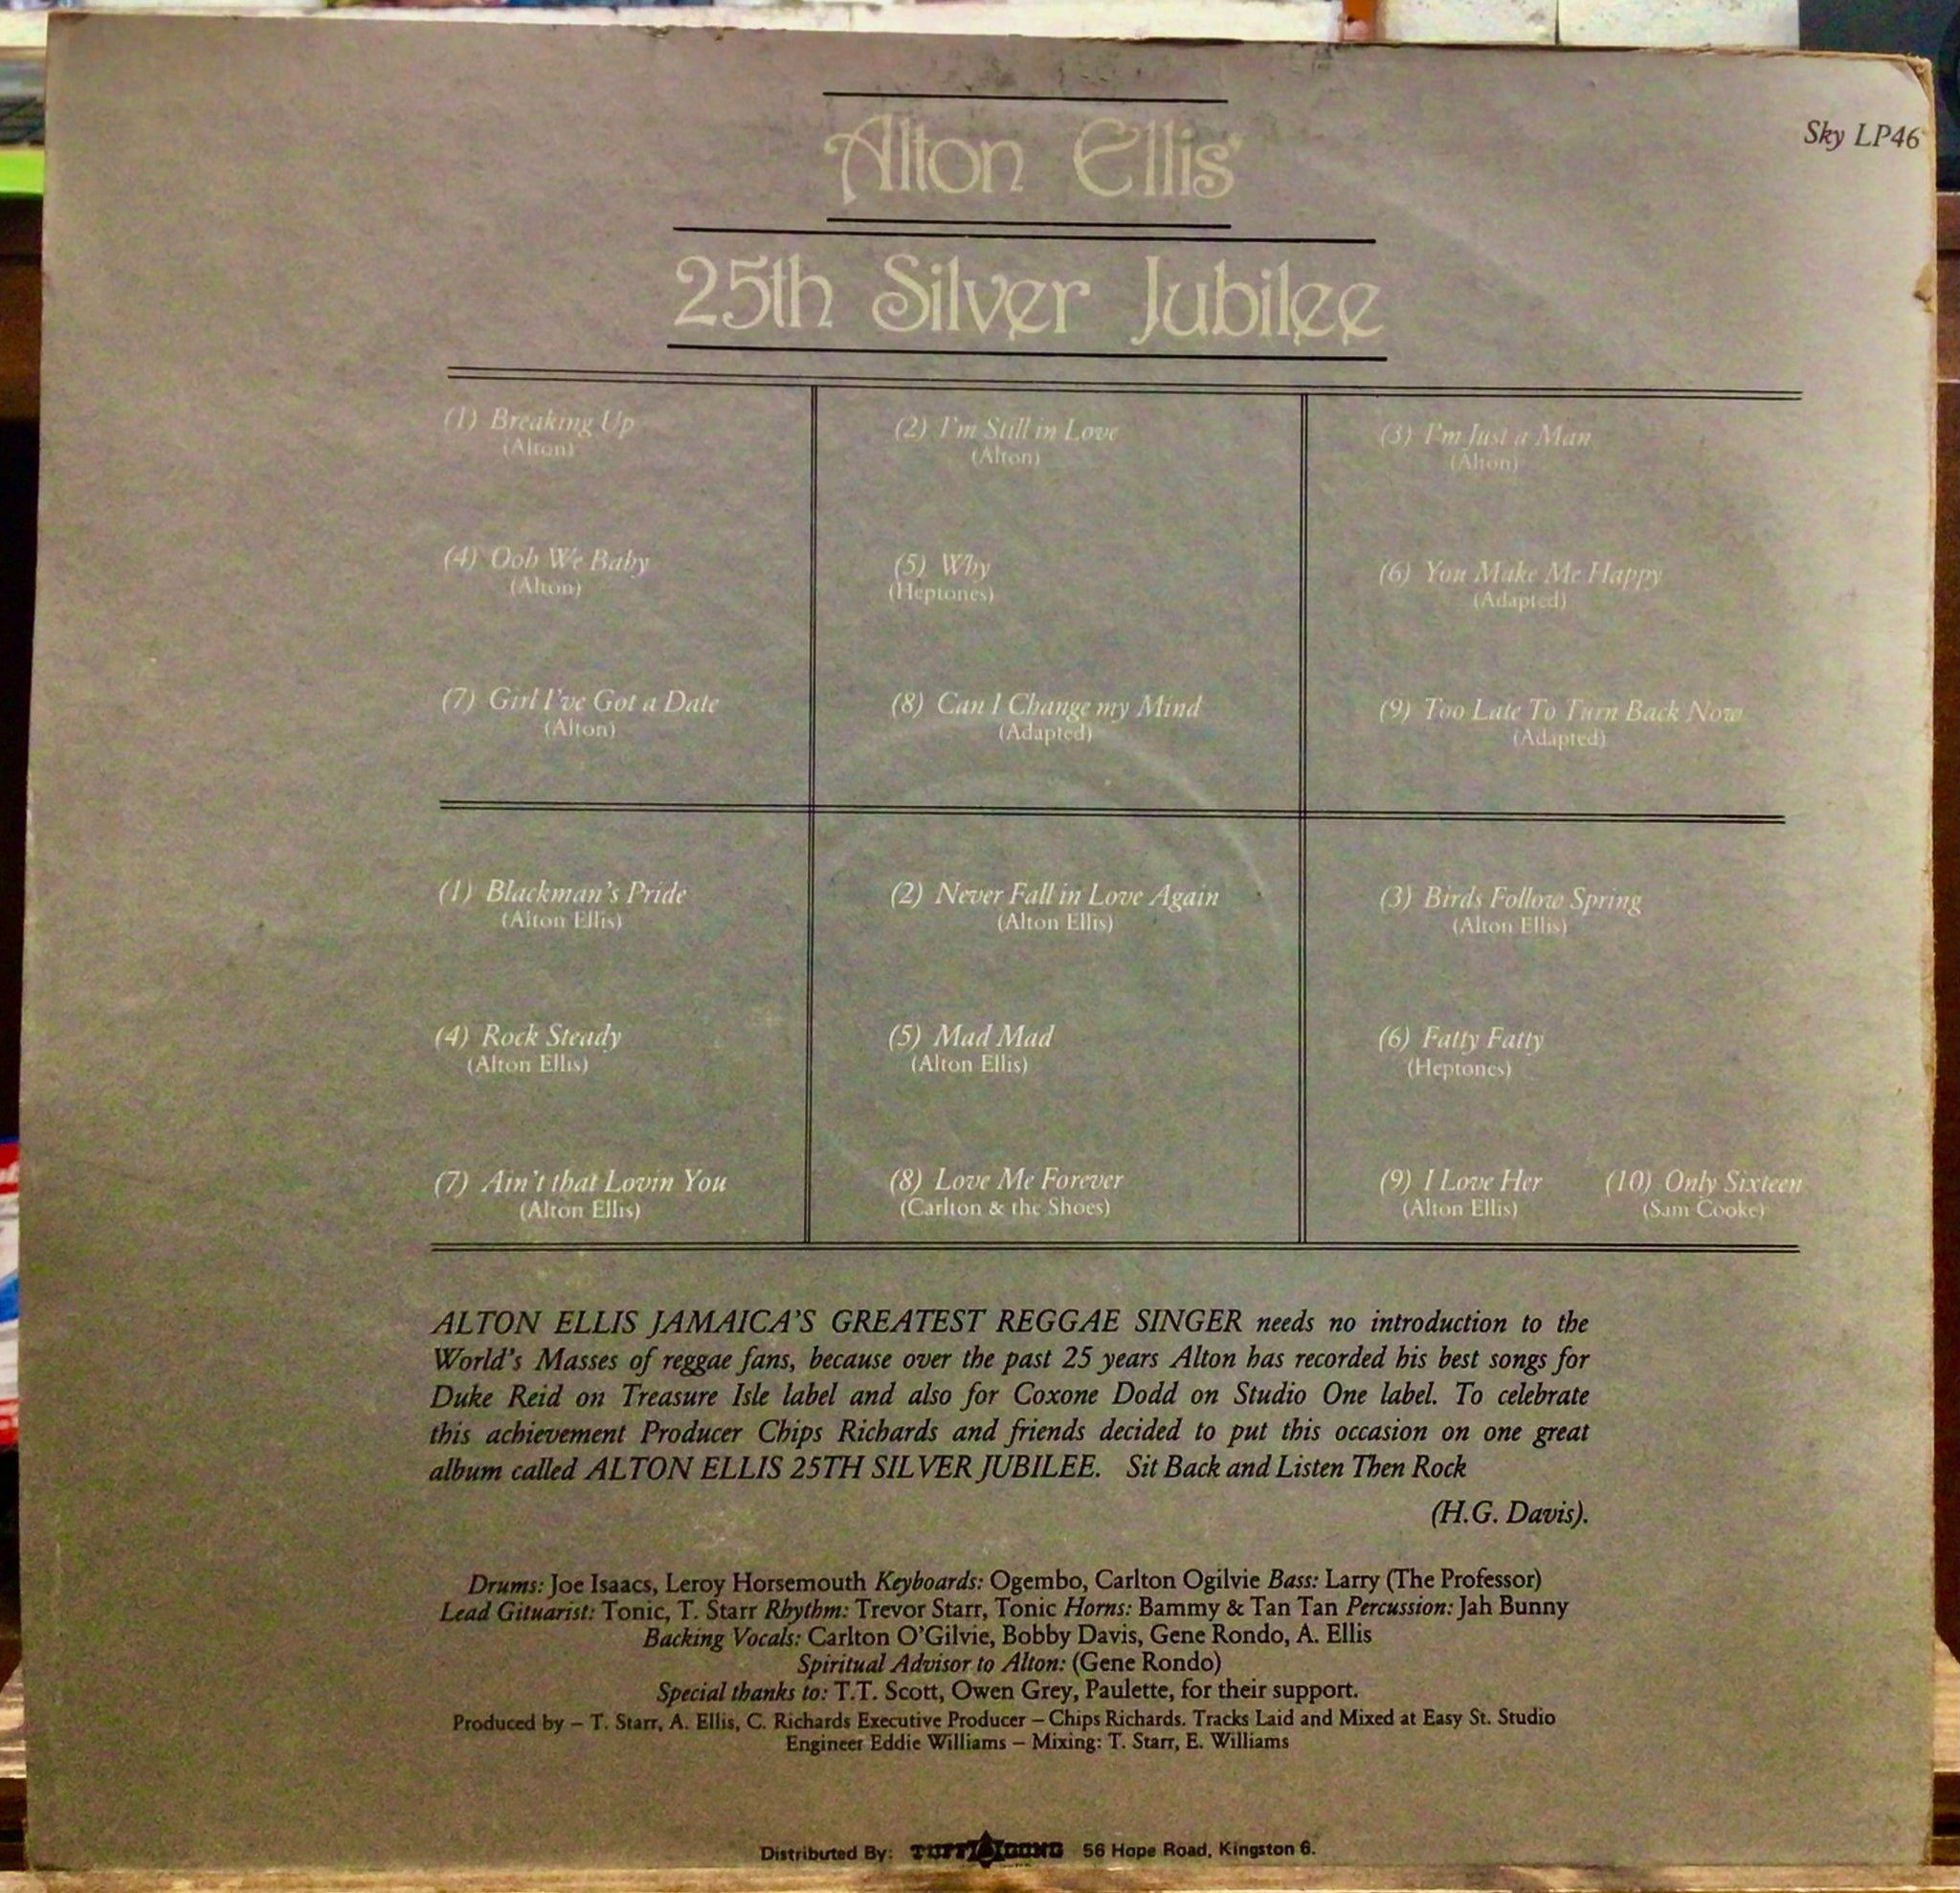 Sky LP46
Alton Ellis'
25th Silver Jubilee
(1) Breaking Up
(Alton)
(2) I'm Still in Love
(Alton)
(3) I'm Just a Man
(Alton)
(4) Ooh We Baby
(Alton)
(5) Why
(Heptones)
(6) You Make Me Happy
(Adapted)
(7) Girl I've Got a Date
(Alton)
(8) Can I Change my Mind
(Adapted)
(9) Too Late To Turn Back Now
(Adapted)
(1) Blackman's Pride
(Alton Ellis)
(2) Never Fall in Love Again
(Alton Ellis)
(3) Birds Follow Spring
(Alton Ellis)
(4) Rock Steady
(Alton Ellis)
(5) Mad Mad
(Alton Ellis)
(6) Fatty Fatty
(Heptones)
(7) Ain't that Lovin You
(Alton Ellis)
(8) Love Me Forever
(Carlton & the Shoes)
(9) I Love Her
(Alton Ellis)
(10) Only Sixteen
(Sam Cooke)
ALTON ELLIS JAMAICA'S GREATEST REGGAE SINGER needs no introduction to the
World's Masses of reggae fans, because over the past 25 years Alton has recorded his best songs for
Duke Reid on Treasure Isle label and also for Coxone Dodd on Studio One label. To celebrate
this achievement Producer Chips Richards and friends decided to put this occasion on one great
album called ALTON ELLIS 25TH SILVER JUBILEE. Sit Back and Listen Then Rock
(H.G. Davis).
Drums: Joe Isaacs, Leroy Horsemouth Keyboards: Ogembo, Carlton Ogilvie Bass: Larry (The Professor)
Lead Gituarist: Tonic, T. Starr Rhythm: Trevor Starr, Tonic Horns: Bammy & Tan Tan Percussion: Jah Bunny
Backing Vocals: Carlton O'Gilvie, Bobby Davis, Gene Rondo, A. Ellis
Spiritual Advisor to Alton: (Gene Rondo)
Special thanks to: T.T. Scott, Owen Grey, Paulette, for their support.
Produced by – T. Starr, A. Ellis, C. Richards Executive Producer – Chips Richards. Tracks Laid and Mixed at Easy St. Studio
Engineer Eddie Williams – Mixing: T. Starr, E. Williams
Distributed By: TUFF GONG 56 Hope Road, Kingston 6.